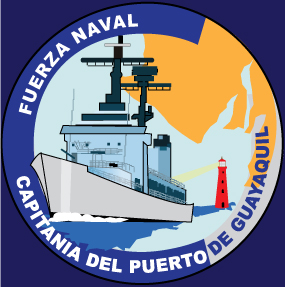 FUERZA NAVAL
CAPITANIA DEL PUERTO DE GUAYAQUIL